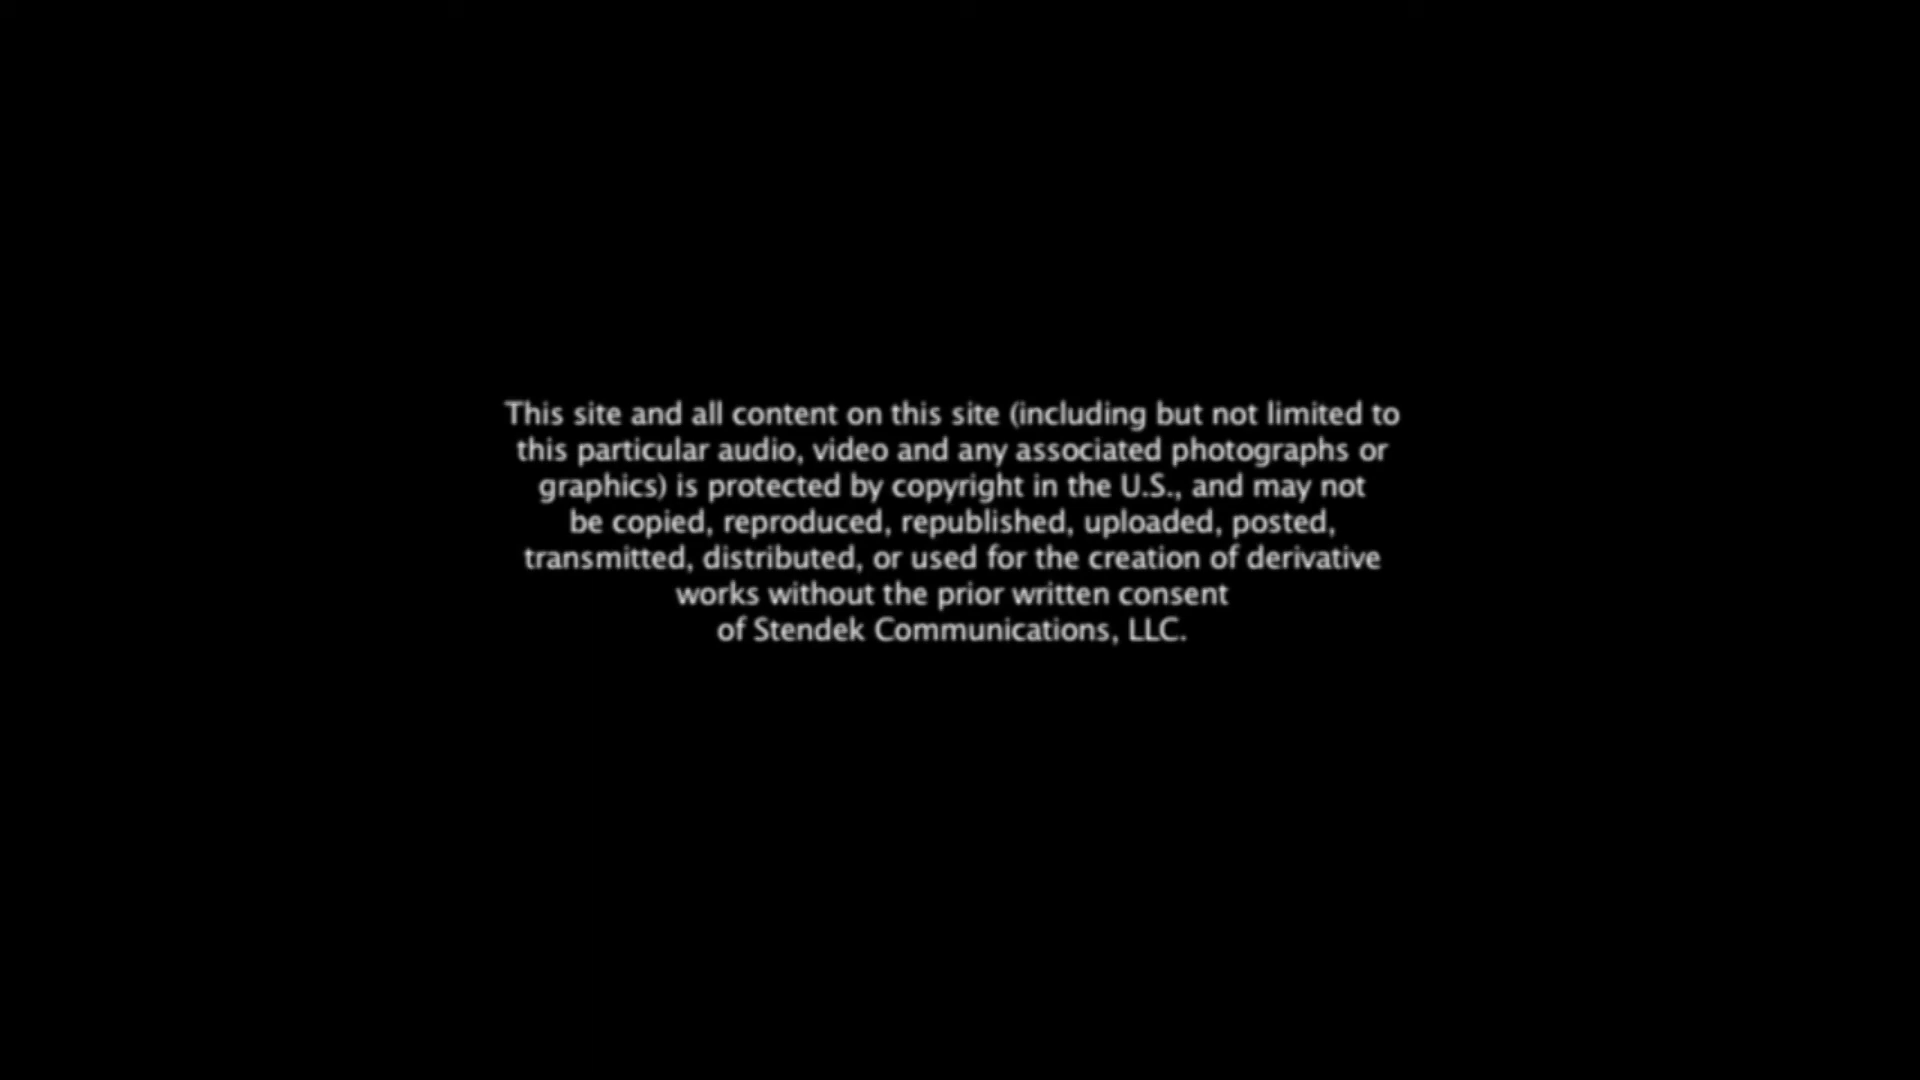 This site and all content on this site (including but not limited to
this particular audio, video and any associated photographs or
graphics) is protected by copyright in the U.S., and may not
be copied, reproduced, republished, uploaded, posted,
transmitted, distributed, or used for the creation of derivative
works without the prior written consent
of Stendek Communications, LLC.